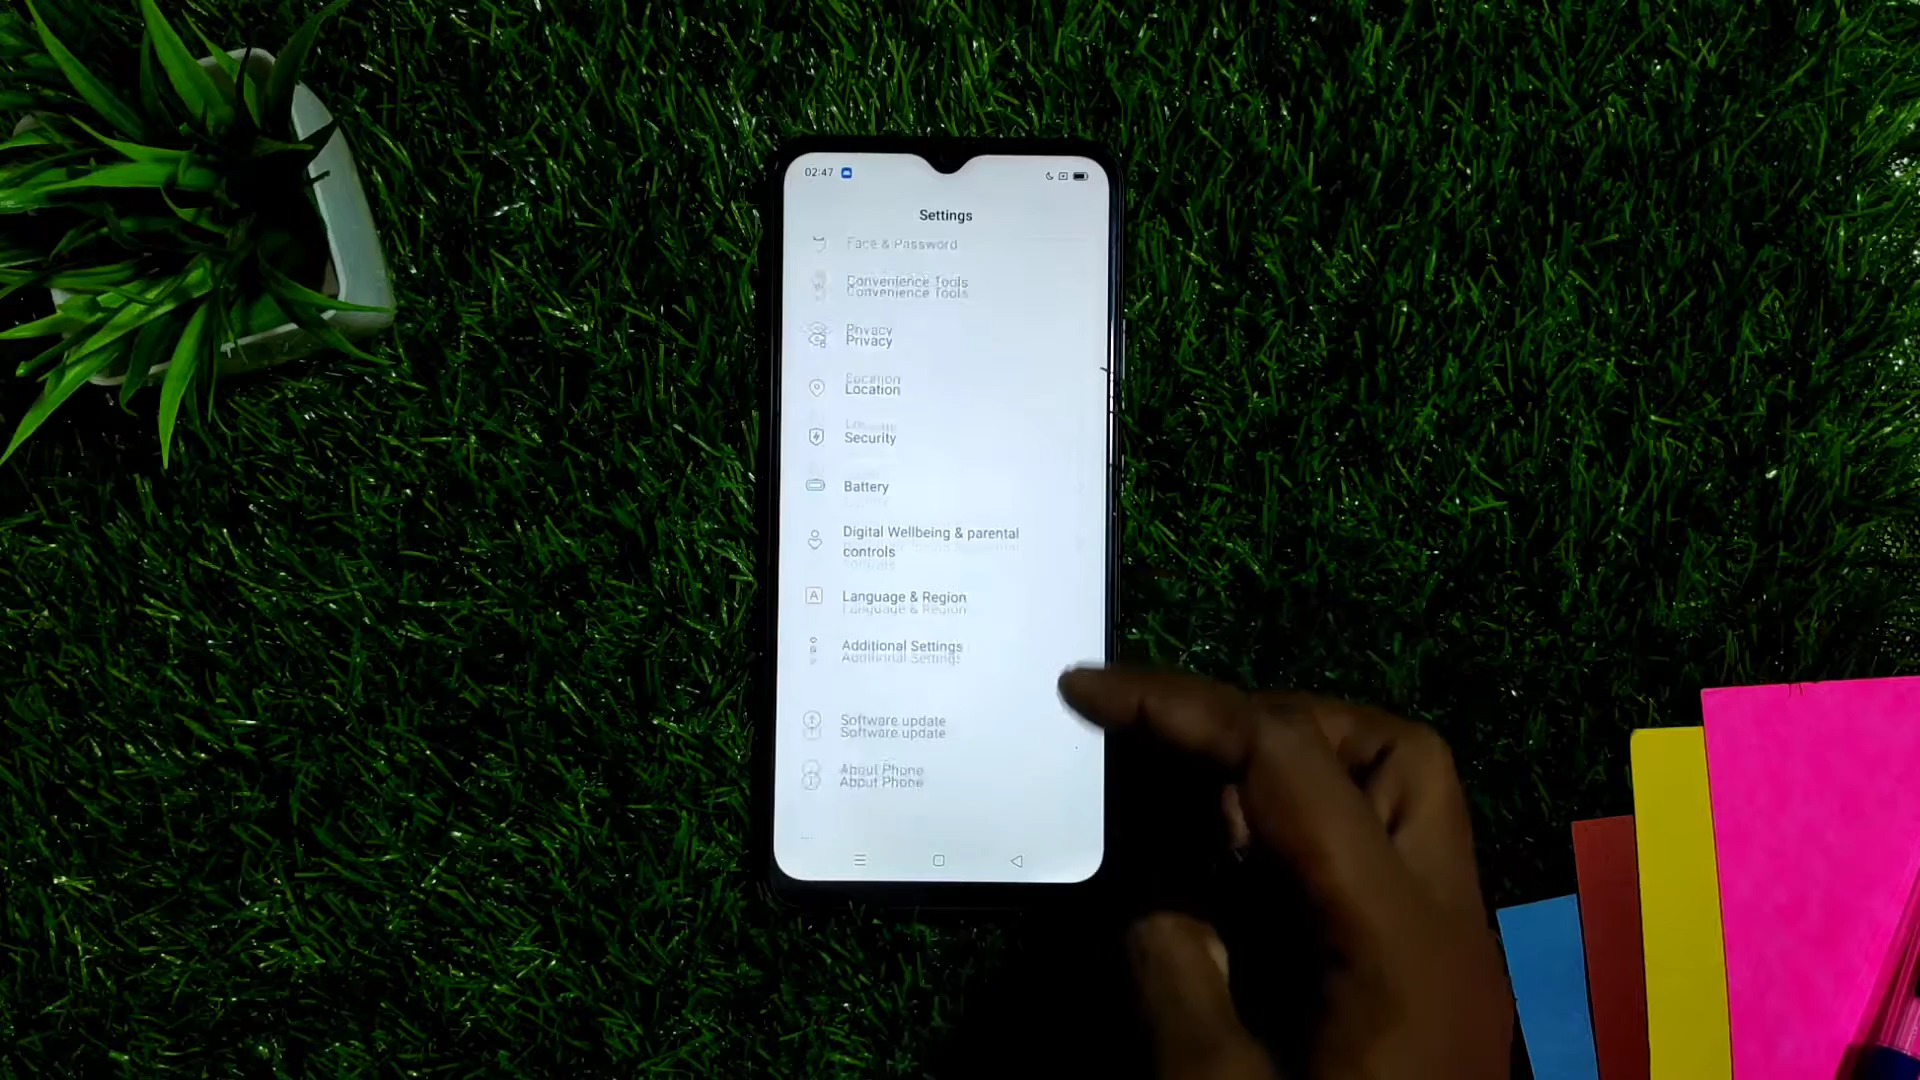 02:47
Settings
Face & Password
Convenience Tools
Privacy
Location
Security
Battery
Digital Wellbeing & parental
controls
Language & Region
Additional Settings
Software update
About Phone